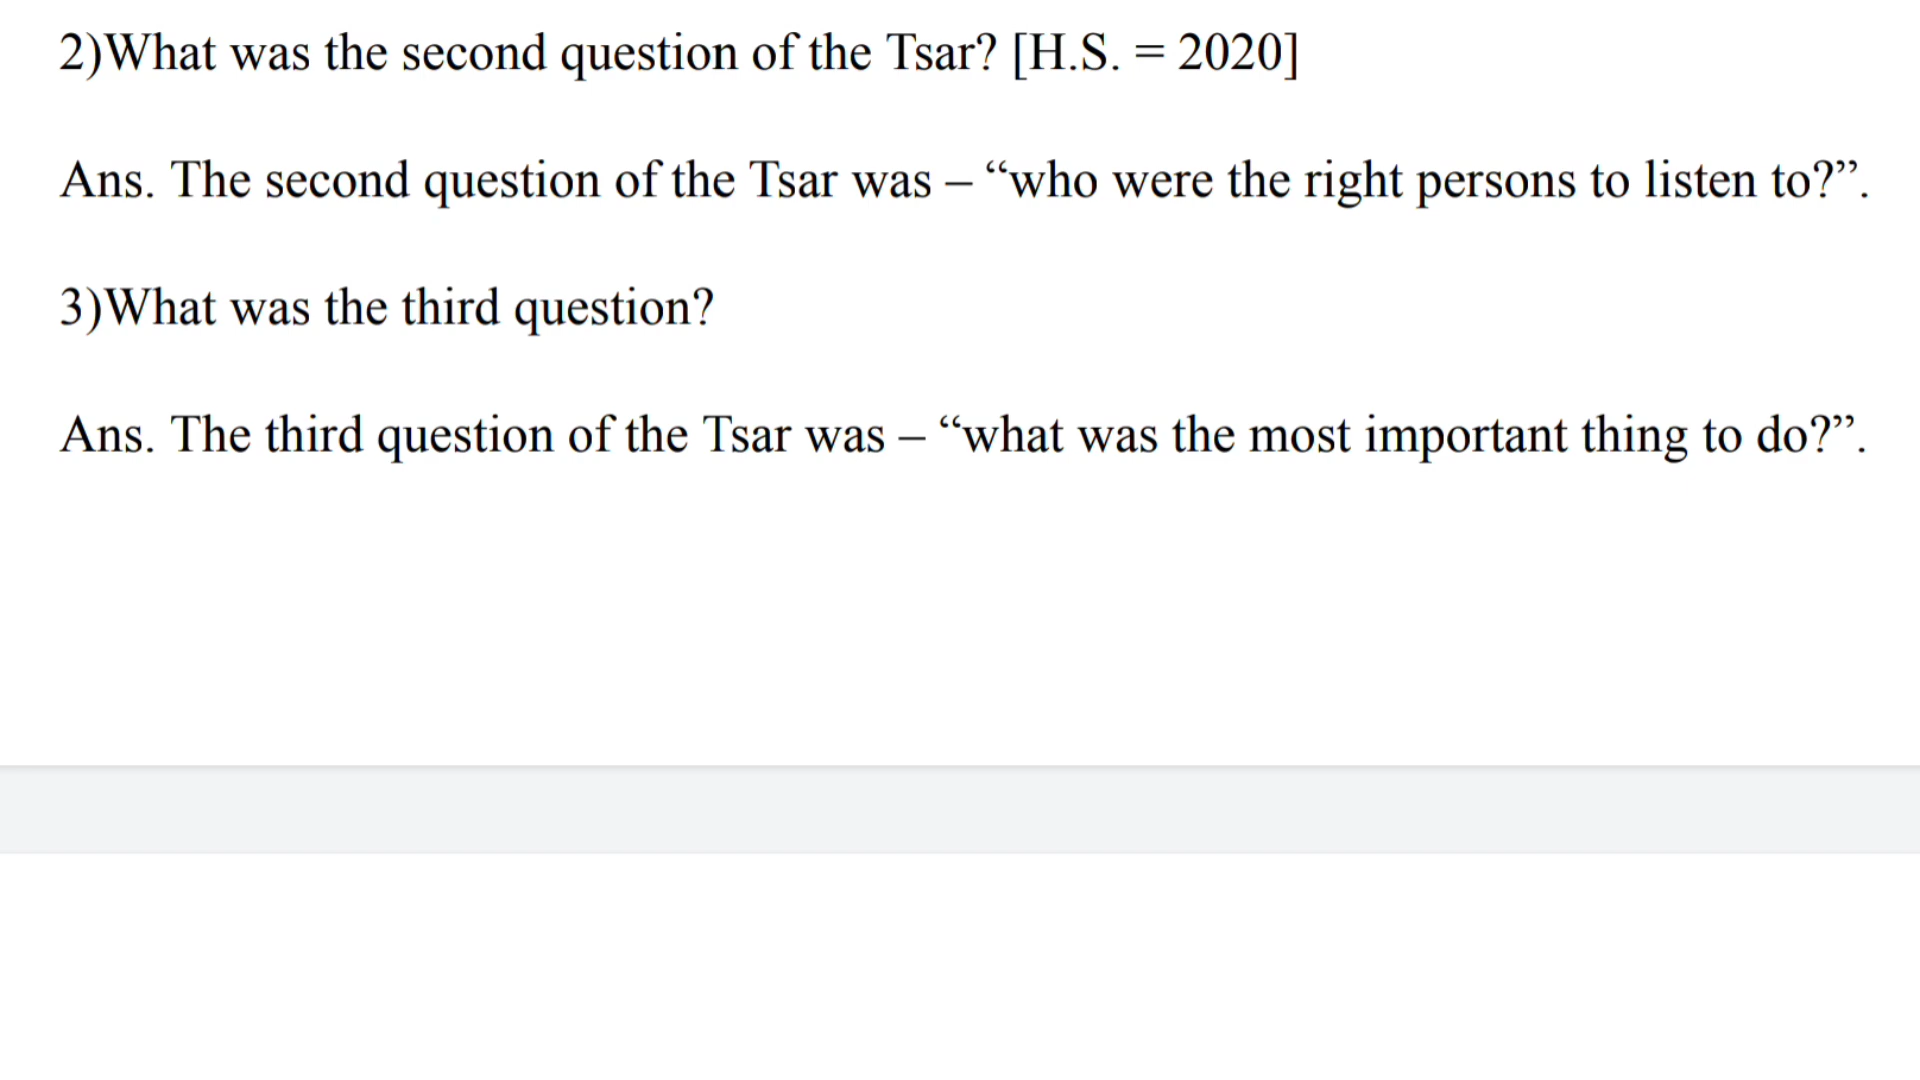 2)What was the second question of the Tsar? [H.S. = 2020]
Ans. The second question of the Tsar was – “who were the right persons to listen to?”.
3)What was the third question?
Ans. The third question of the Tsar was – “what was the most important thing to do?”.